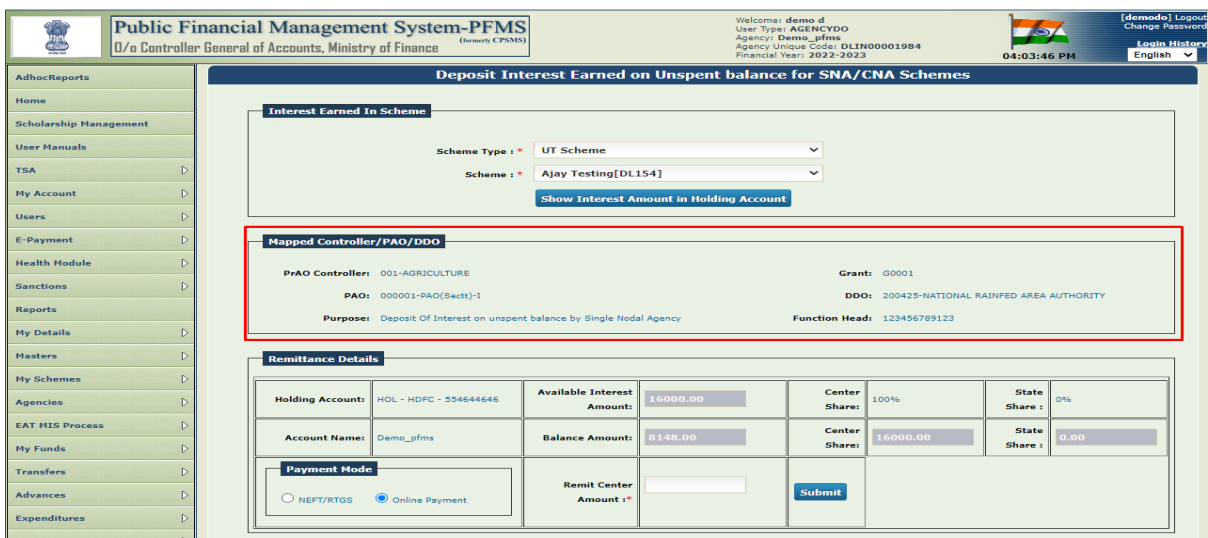 Public Financial Management System-PFMS
(formerly CPSMS)
O/o Controller General of Accounts, Ministry of Finance
Welcome: demo d
User Type: AGENCYDO
Agency: Demo_pfms
Agency Unique Code: DLIN00001984
Financial Year: 2022-2023
04:03:46 PM
[demodo] Logout
Change Password
Login History
English
AdhocReports
Home
Scholarship Management
User Manuals
TSA
My Account
Users
E-Payment
Health Module
Sanctions
Reports
My Details
Masters
My Schemes
Agencies
EAT MIS Process
My Funds
Transfers
Advances
Expenditures
Deposit Interest Earned on Unspent balance for SNA/CNA Schemes
Interest Earned In Scheme
Scheme Type : * UT Scheme
Scheme : * Ajay Testing[DL154]
Show Interest Amount in Holding Account
Mapped Controller/PAO/DDO
PrAO Controller: 001-AGRICULTURE Grant: G0001
PAO: 000001-PAO(Sectt)-I DDO: 200425-NATIONAL RAINFED AREA AUTHORITY
Purpose: Deposit Of Interest on unspent balance by Single Nodal Agency Function Head: 123456789123
Remittance Details
Holding Account: HOL - HDFC - 554644646 Available Interest Amount: 16000.00 Center Share: 100% State Share : 0%
Account Name: Demo_pfms Balance Amount: 8148.00 Center Share: 16000.00 State Share : 0.00
Payment Mode
NEFT/RTGS Online Payment Remit Center Amount :* Submit